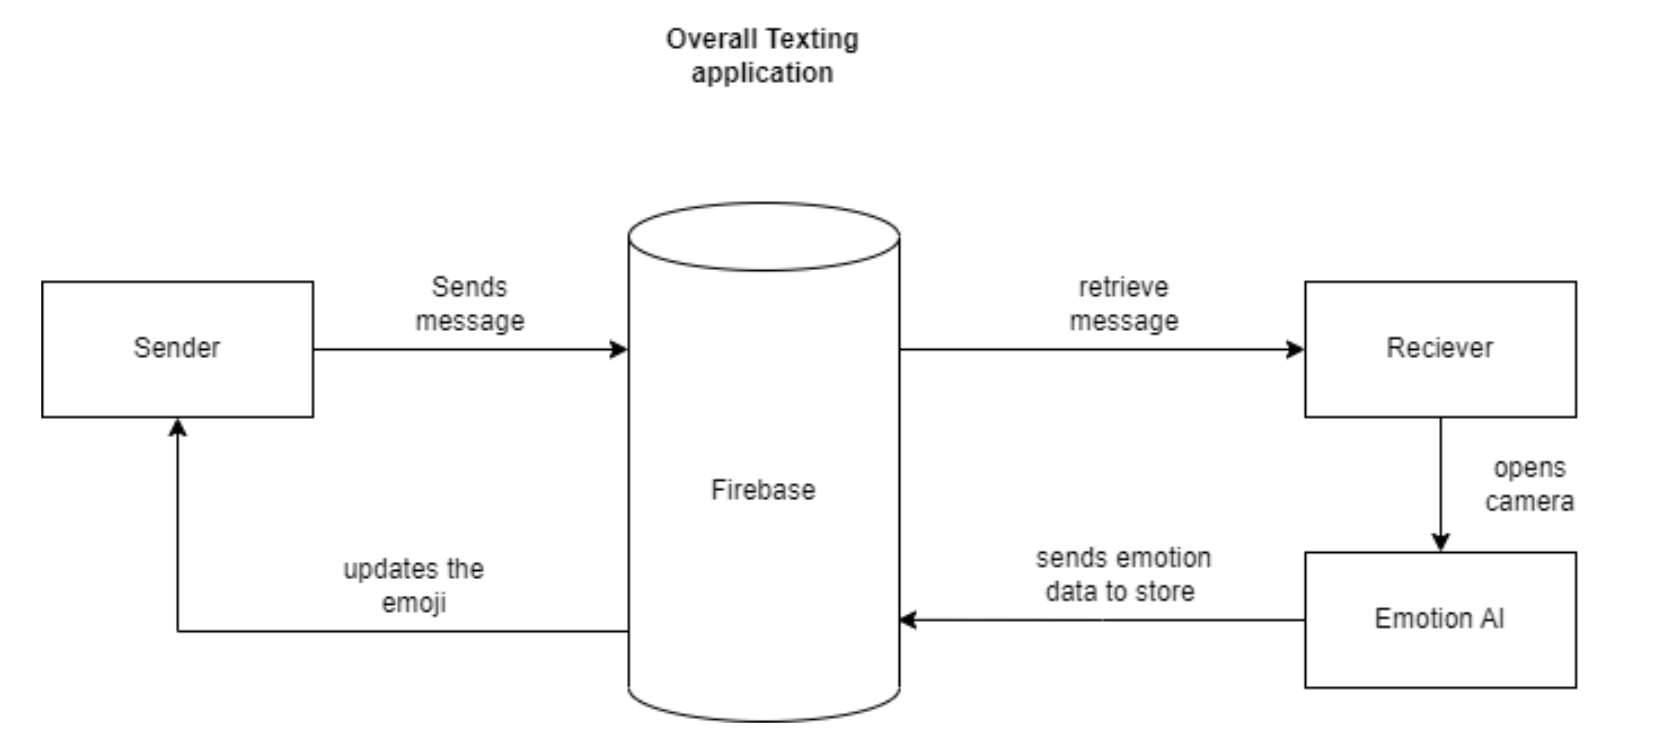 Overall Texting
application
Sends
message
retrieve
message
Sender
Reciever
opens
camera
Firebase
updates the
emoji
sends emotion
data to store
Emotion AI